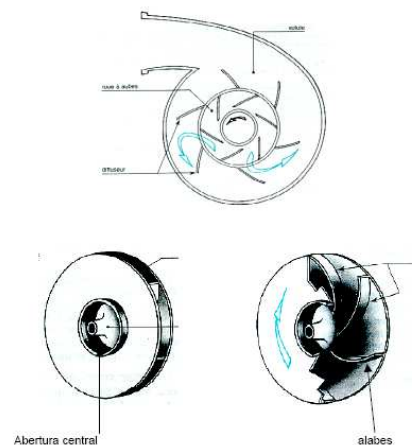 volute
roue à aubes
diffuseur
Abertura central
alabes